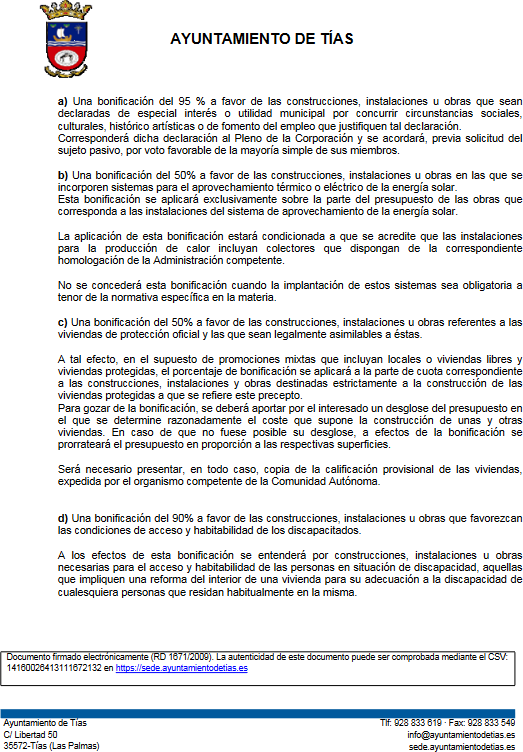 AYUNTAMIENTO DE TÍAS
a) Una bonificación del 95 % a favor de las construcciones, instalaciones u obras que sean
declaradas de especial interés o utilidad municipal por concurrir circunstancias sociales,
culturales, histórico artísticas o de fomento del empleo que justifiquen tal declaración.
Corresponderá dicha declaración al Pleno de la Corporación y se acordará, previa solicitud del
sujeto pasivo, por voto favorable de la mayoría simple de sus miembros.
b) Una bonificación del 50% a favor de las construcciones, instalaciones u obras en las que se
incorporen sistemas para el aprovechamiento térmico o eléctrico de la energía solar.
Esta bonificación se aplicará exclusivamente sobre la parte del presupuesto de las obras que
corresponda a las instalaciones del sistema de aprovechamiento de la energía solar.
La aplicación de esta bonificación estará condicionada a que se acredite que las instalaciones
para la producción de calor incluyan colectores que dispongan de la correspondiente
homologación de la Administración competente.
No se concederá esta bonificación cuando la implantación de estos sistemas sea obligatoria a
tenor de la normativa específica en la materia.
c) Una bonificación del 50% a favor de las construcciones, instalaciones u obras referentes a las
viviendas de protección oficial y las que sean legalmente asimilables a éstas.
A tal efecto, en el supuesto de promociones mixtas que incluyan locales o viviendas libres y
viviendas protegidas, el porcentaje de bonificación se aplicará a la parte de cuota correspondiente
a las construcciones, instalaciones y obras destinadas estrictamente a la construcción de las
viviendas protegidas a que se refiere este precepto.
Para gozar de la bonificación, se deberá aportar por el interesado un desglose del presupuesto en
el que se determine razonadamente el coste que supone la construcción de unas y otras
viviendas. En caso de que no fuese posible su desglose, a efectos de la bonificación se
prorrateará el presupuesto en proporción a las respectivas superficies.
Será necesario presentar, en todo caso, copia de la calificación provisional de las viviendas,
expedida por el organismo competente de la Comunidad Autónoma.
d) Una bonificación del 90% a favor de las construcciones, instalaciones u obras que favorezcan
las condiciones de acceso y habitabilidad de los discapacitados.
A los efectos de esta bonificación se entenderá por construcciones, instalaciones u obras
necesarias para el acceso y habitabilidad de las personas en situación de discapacidad, aquellas
que impliquen una reforma del interior de una vivienda para su adecuación a la discapacidad de
cualesquiera personas que residan habitualmente en la misma.
Documento firmado electrónicamente (RD 1671/2009). La autenticidad de este documento puede ser comprobada mediante el CSV:
14160026413111672132 en https://sede.ayuntamientodetias.es
Ayuntamiento de Tías Tlf: 928 833 619 · Fax: 928 833 549
C/ Libertad 50 info@ayuntamientodetias.es
35572-Tías (Las Palmas) sede.ayuntamientodetias.es